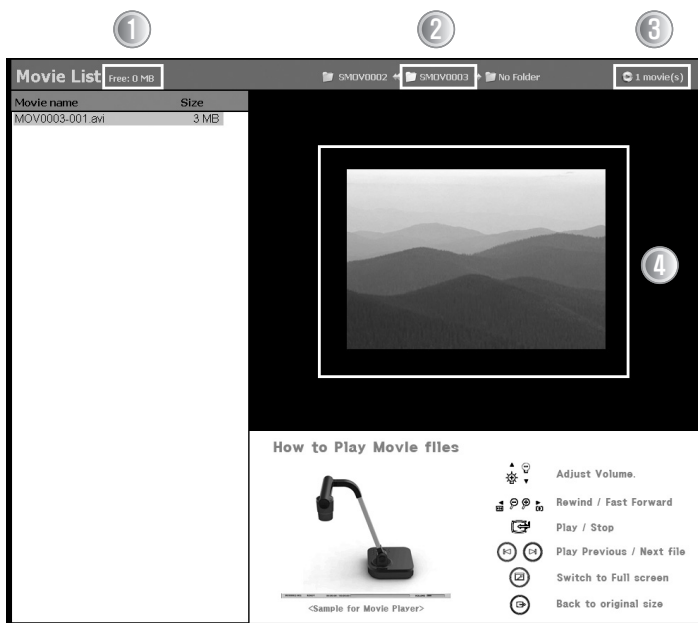 1 2 3
Movie List Free: 0 MB SMOV0002 SMOV0003 No Folder 1 movie(s)
Movie name Size
MOV0003-001.avi 3 MB
4
How to Play Movie files
Adjust Volume.
Rewind / Fast Forward
Play / Stop
Play Previous / Next file
Switch to Full screen
<Sample for Movie Player>
Back to original size